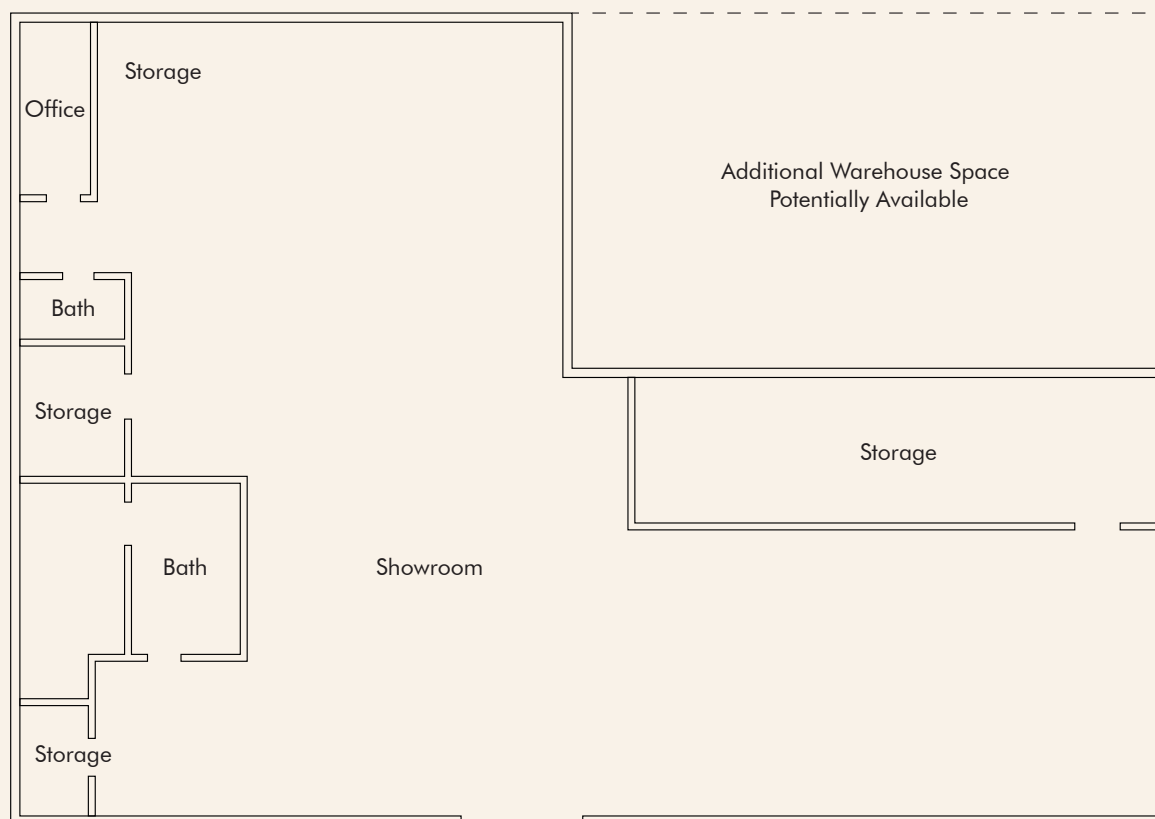 Storage
Office
Additional Warehouse Space
Potentially Available
Bath
Storage
Storage
Bath
Showroom
Storage